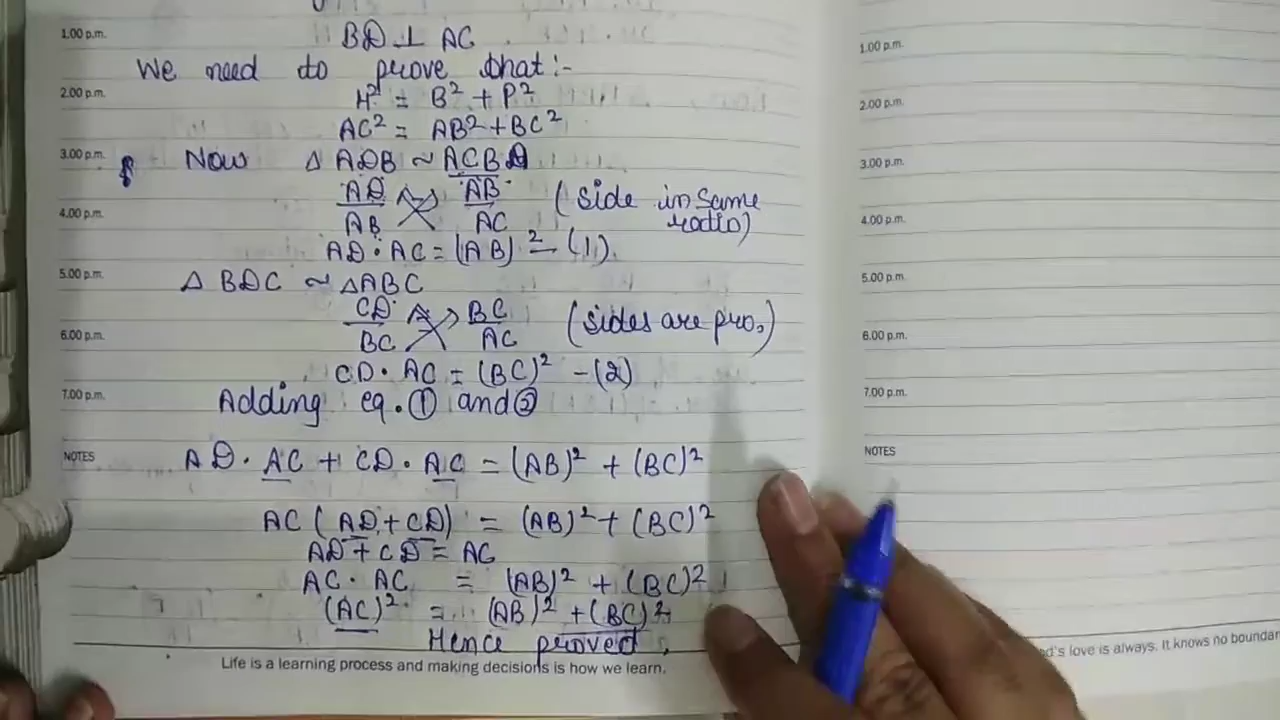 1.00 p.m.
BD ⊥ AC
We need to prove that:-
2.00 p.m.
H² = B² + P²
AC² = AB² + BC²
3.00 p.m.
Now △ ADB ~ ACB
AD AB (Side in same
AB AC ratio)
4.00 p.m.
AD · AC = (AB)² – (1).
5.00 p.m.
△ BDC ~ △ABC
CD BC (sides are pro,)
BC AC
6.00 p.m.
CD · AC = (BC)² – (2)
7.00 p.m.
Adding eq. ① and ②
NOTES
AD · AC + CD · AC = (AB)² + (BC)²
AC (AD + CD) = (AB)² + (BC)²
AD + CD = AC
AC · AC = (AB)² + (BC)²
(AC)² = (AB)² + (BC)²
Hence proved,
Life is a learning process and making decisions is how we learn.
1.00 p.m.
2.00 p.m.
3.00 p.m.
4.00 p.m.
5.00 p.m.
6.00 p.m.
7.00 p.m.
NOTES
love is always. It knows no